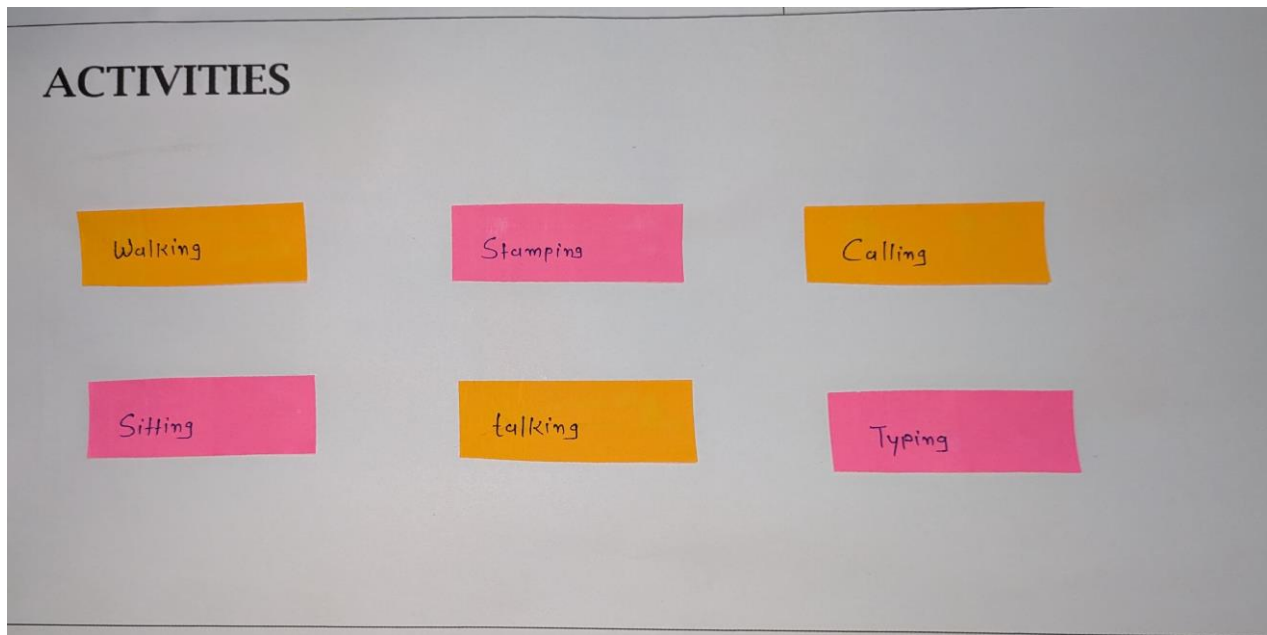 ACTIVITIES
Walking
Stamping
Calling
Sitting
talking
Typing